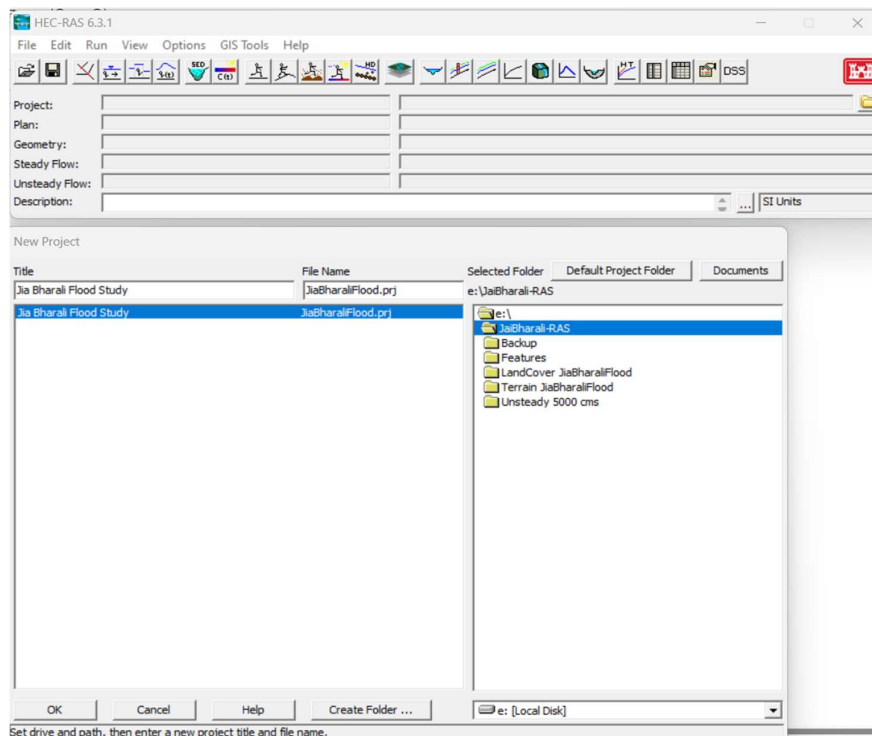 HEC-RAS 6.3.1
File Edit Run View Options GIS Tools Help
SED C(t) HD HT DSS
Project:
Plan:
Geometry:
Steady Flow:
Unsteady Flow:
Description: ... SI Units
New Project
Title File Name Selected Folder Default Project Folder Documents
Jia Bharali Flood Study JiaBharaliFlood.prj e:\JaiBharali-RAS
Jia Bharali Flood Study JiaBharaliFlood.prj e:\
JaiBharali-RAS
Backup
Features
LandCover JiaBharaliFlood
Terrain JiaBharaliFlood
Unsteady 5000 cms
OK Cancel Help Create Folder ... e: [Local Disk]
Set drive and path, then enter a new project title and file name.